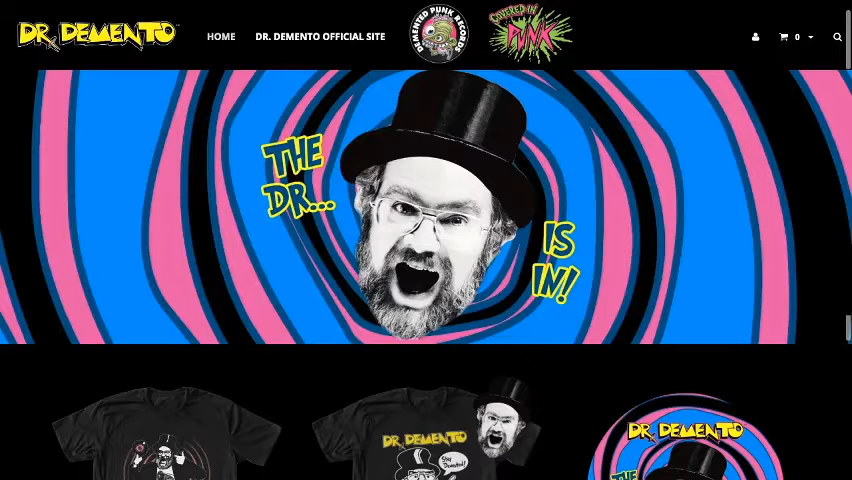 DR. DEMENTO
HOME
DR. DEMENTO OFFICIAL SITE
DEMENTED PUNK RECORDS
COVERED IN
PUNK
0
THE
DR...
IS
IN!
DR. DEMENTO
Stay
Demented!
DR. DEMENTO
THE